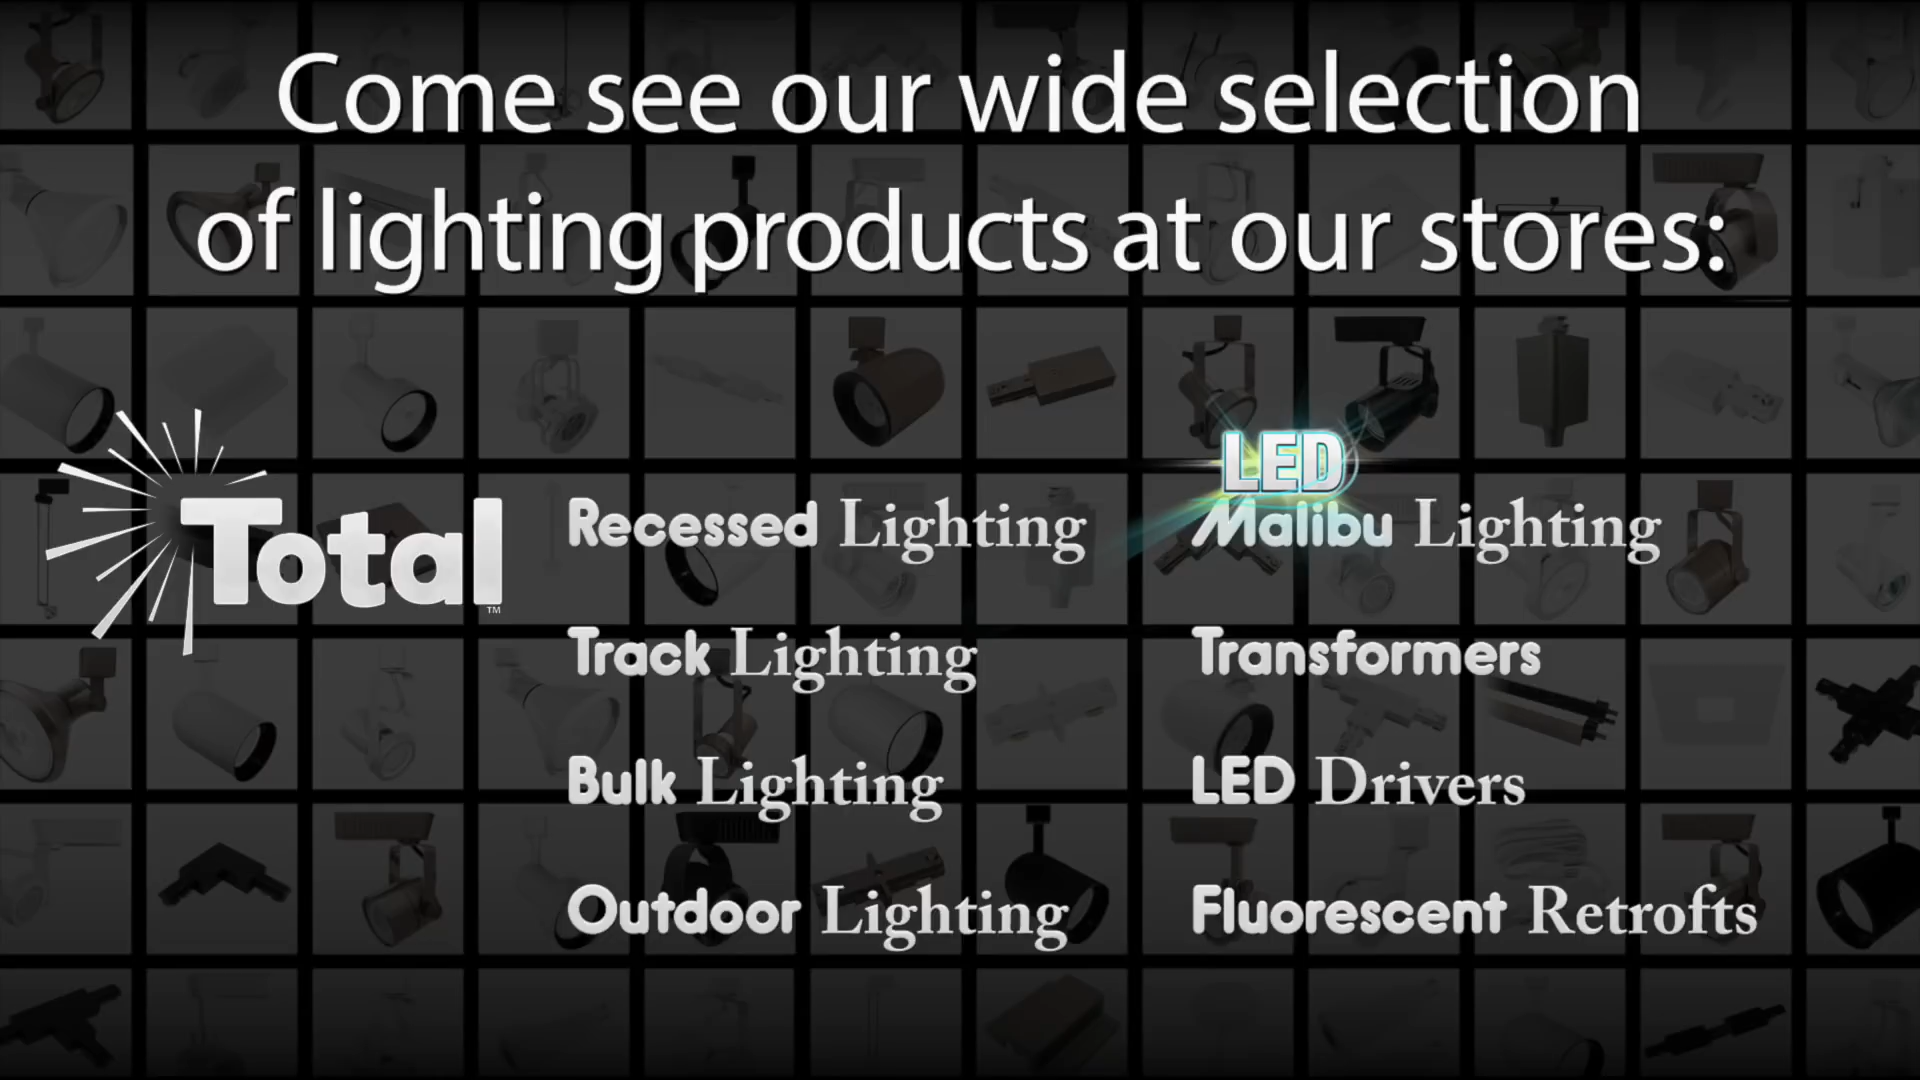 Come see our wide selection
of lighting products at our stores:
Total™
Recessed Lighting
Track Lighting
Bulk Lighting
Outdoor Lighting
LED
Malibu Lighting
Transformers
LED Drivers
Fluorescent Retrofts